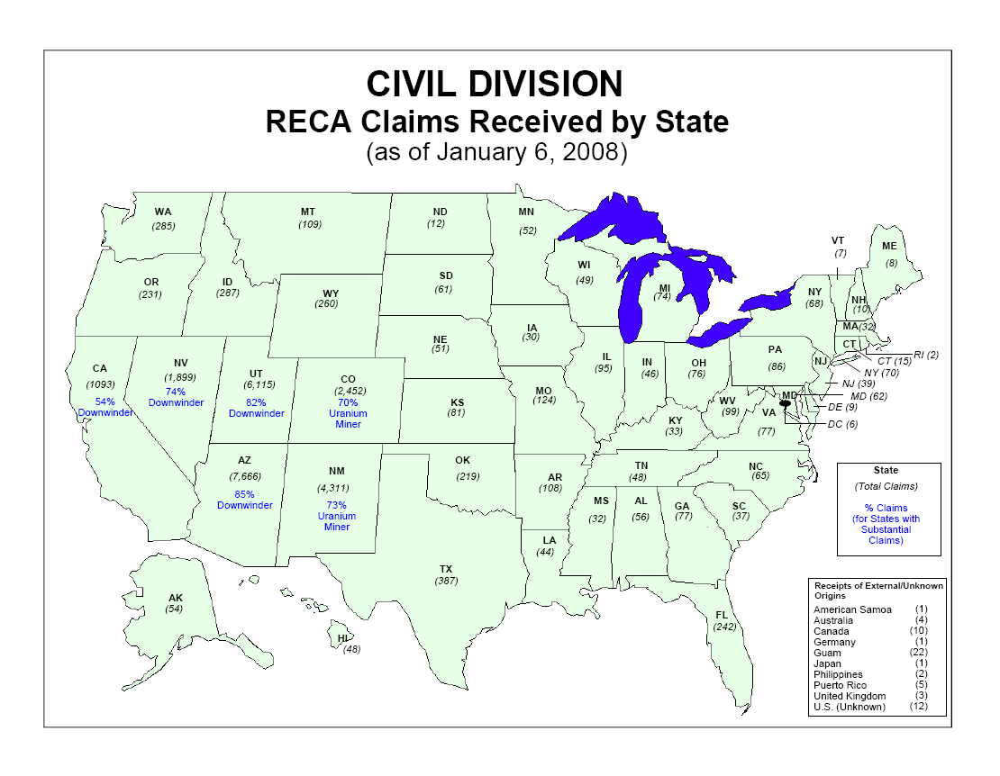 CIVIL DIVISION
RECA Claims Received by State
(as of January 6, 2008)
WA
(285)
MT
(109)
ND
(12)
MN
(52)
VT
(7)
ME
(8)
OR
(231)
ID
(287)
WY
(260)
SD
(61)
WI
(49)
MI
(74)
NY
(68)
NH
(10)
MA(32)
CT
RI (2)
CT (15)
NY (70)
NJ
NJ (39)
MD
MD (62)
DE (9)
DC (6)
CA
(1093)
54%
Downwinder
NV
(1,899)
74%
Downwinder
UT
(6,115)
82%
Downwinder
CO
(2,452)
70%
Uranium
Miner
NE
(51)
IA
(30)
IL
(95)
IN
(46)
OH
(76)
PA
(86)
KS
(81)
MO
(124)
KY
(33)
WV
(99)
VA
(77)
AZ
(7,666)
85%
Downwinder
NM
(4,311)
73%
Uranium
Miner
OK
(219)
AR
(108)
TN
(48)
NC
(65)
MS
(32)
AL
(56)
GA
(77)
SC
(37)
LA
(44)
TX
(387)
FL
(242)
AK
(54)
HI
(48)
State
(Total Claims)
% Claims
(for States with
Substantial
Claims)
Receipts of External/Unknown
Origins
American Samoa (1)
Australia (4)
Canada (10)
Germany (1)
Guam (22)
Japan (1)
Philippines (2)
Puerto Rico (5)
United Kingdom (3)
U.S. (Unknown) (12)